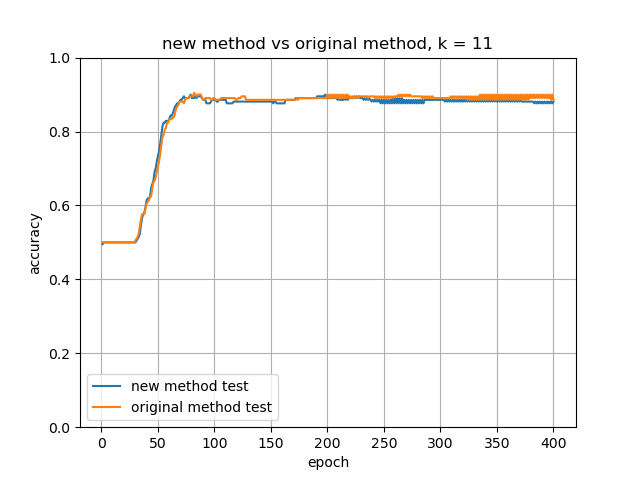 new method vs original method, k = 11
1.0
0.8
0.6
0.4
0.2
0.0
accuracy
new method test
original method test
0 50 100 150 200 250 300 350 400
epoch